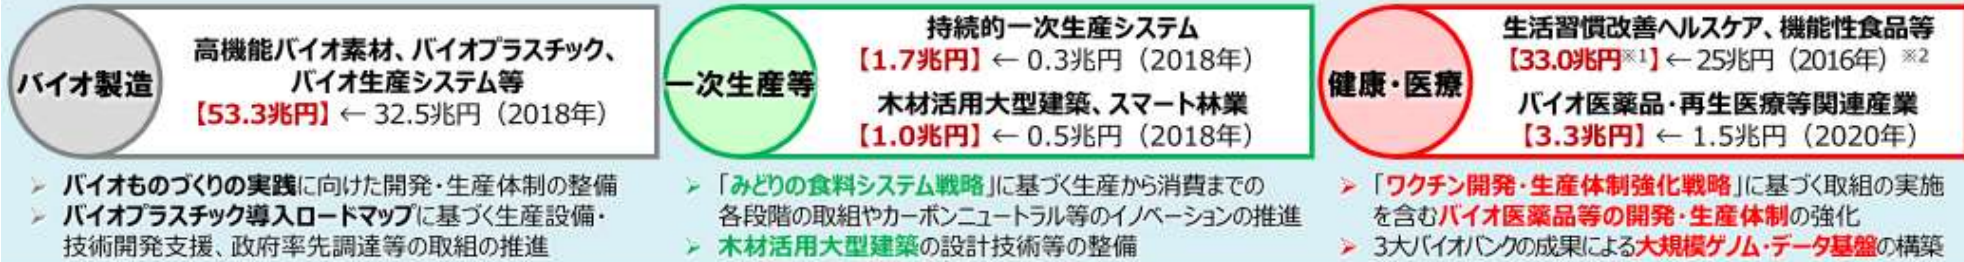 バイオ製造
高機能バイオ素材、バイオプラスチック、
バイオ生産システム等
【53.3兆円】 ← 32.5兆円（2018年）
➢ バイオものづくりの実践に向けた開発・生産体制の整備
➢ バイオプラスチック導入ロードマップに基づく生産設備・
技術開発支援、政府率先調達等の取組の推進
一次生産等
持続的一次生産システム
【1.7兆円】 ← 0.3兆円（2018年）
木材活用大型建築、スマート林業
【1.0兆円】 ← 0.5兆円（2018年）
➢ 「みどりの食料システム戦略」に基づく生産から消費までの
各段階の取組やカーボンニュートラル等のイノベーションの推進
➢ 木材活用大型建築の設計技術等の整備
健康・医療
生活習慣改善ヘルスケア、機能性食品等
【33.0兆円※1】 ← 25兆円（2016年）※2
バイオ医薬品・再生医療等関連産業
【3.3兆円】 ← 1.5兆円（2020年）
➢ 「ワクチン開発・生産体制強化戦略」に基づく取組の実施
を含むバイオ医薬品等の開発・生産体制の強化
➢ 3大バイオバンクの成果による大規模ゲノム・データ基盤の構築